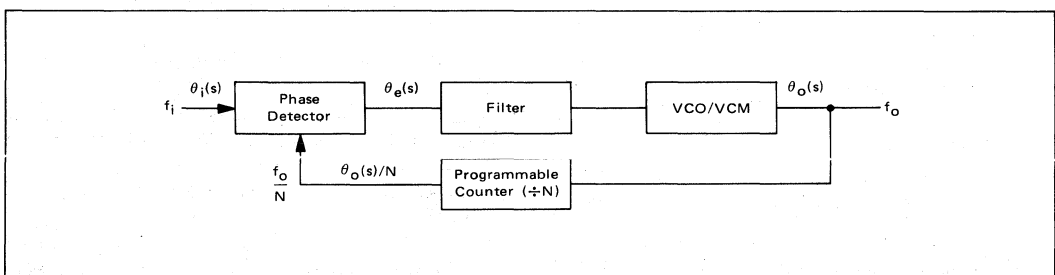 θi(s)
fi
Phase
Detector
θe(s)
Filter
VCO/VCM
θo(s)
fo
fo
N
θo(s)/N
Programmable
Counter (÷N)